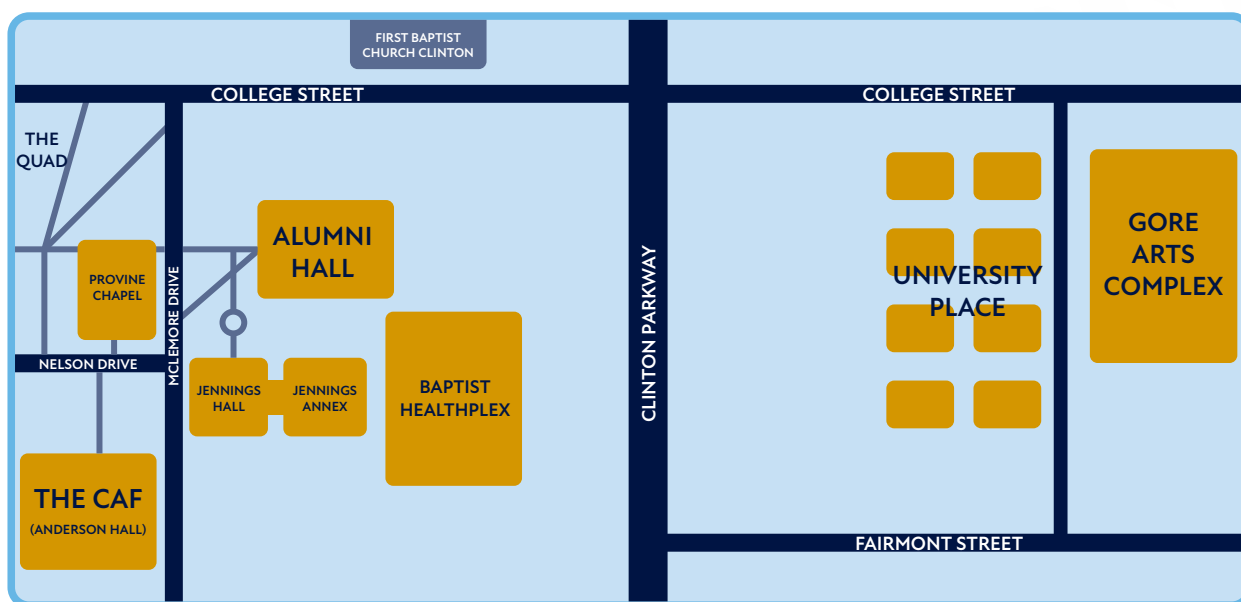 FIRST BAPTIST
CHURCH CLINTON
COLLEGE STREET
COLLEGE STREET
THE
QUAD
ALUMNI
HALL
GORE
ARTS
COMPLEX
PROVINE
CHAPEL
MCLEMORE DRIVE
CLINTON PARKWAY
UNIVERSITY
PLACE
NELSON DRIVE
JENNINGS
HALL
JENNINGS
ANNEX
BAPTIST
HEALTHPLEX
THE CAF
(ANDERSON HALL)
FAIRMONT STREET